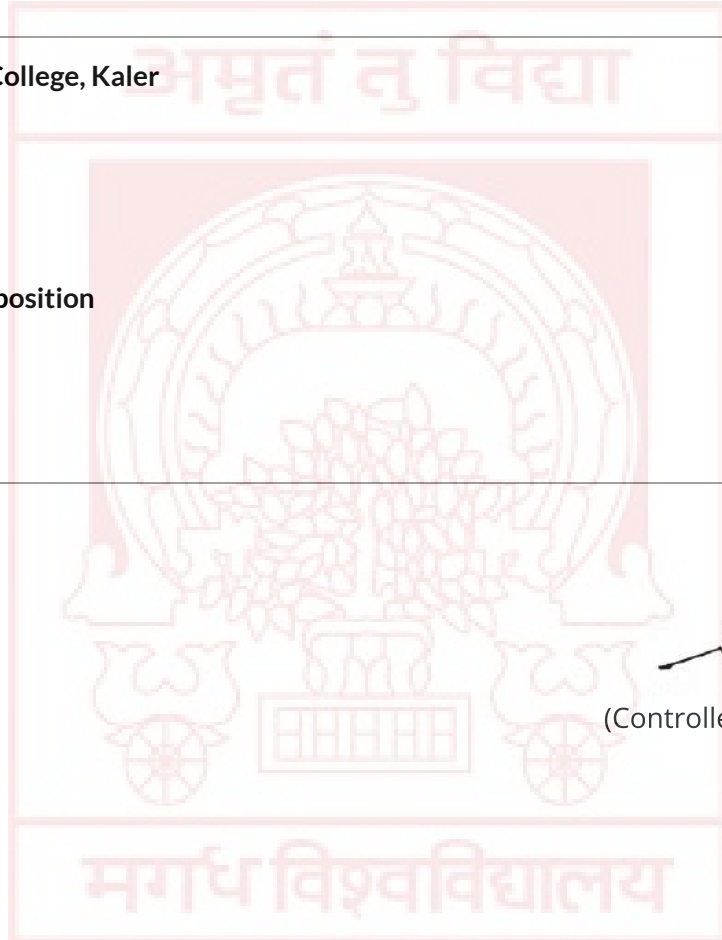 अमृतं तु विद्या
College, Kaler
position
(Controlle
मगध विश्वविद्यालय